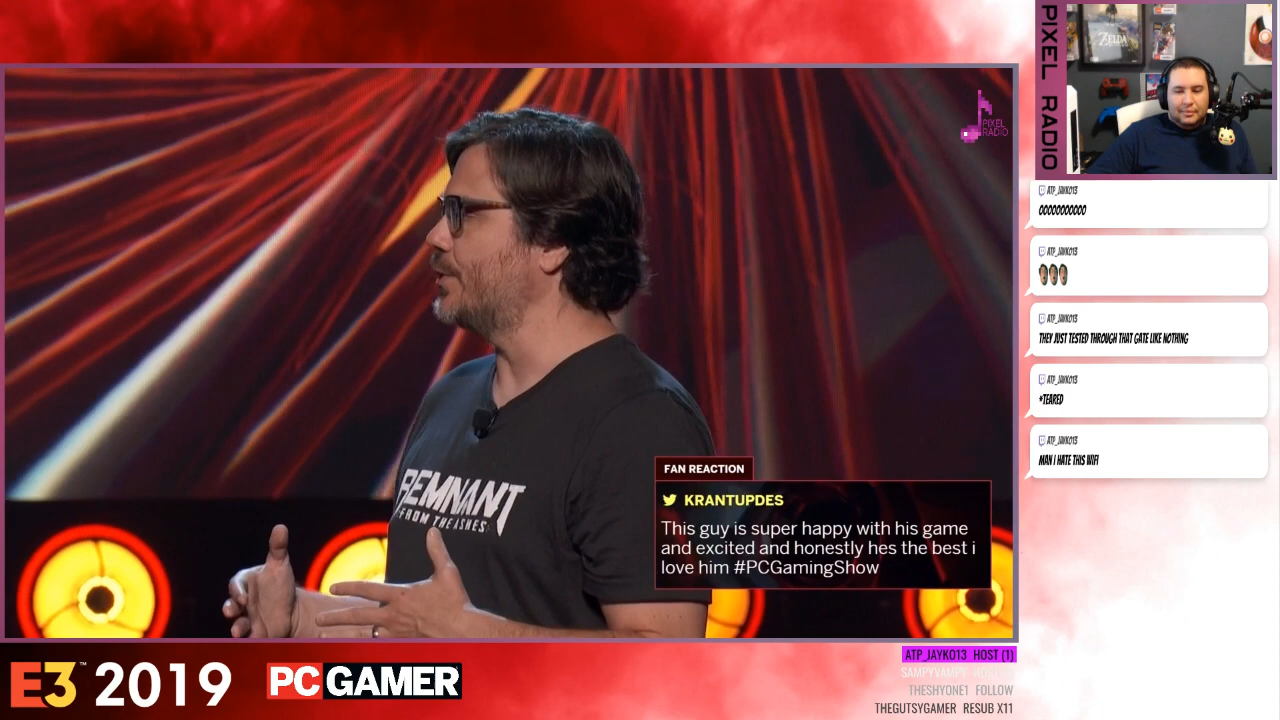 PIXEL RADIO
ZELDA
PIXEL
RADIO
ATP_JAYKO13
OOOOOOOOOOO
ATP_JAYKO13
ATP_JAYKO13
THEY JUST TESTED THROUGH THAT GATE LIKE NOTHING
ATP_JAYKO13
*TEARED
ATP_JAYKO13
MAN I HATE THIS WIFI
REMNANT
FROM THE ASHES
FAN REACTION
KRANTUPDES
This guy is super happy with his game
and excited and honestly hes the best i
love him #PCGamingShow
E3™ 2019 PC GAMER
ATP_JAYKO13 HOST (1)
SAMPYVAMPY
THESHYONE1 FOLLOW
THEGUTSYGAMER RESUB X11